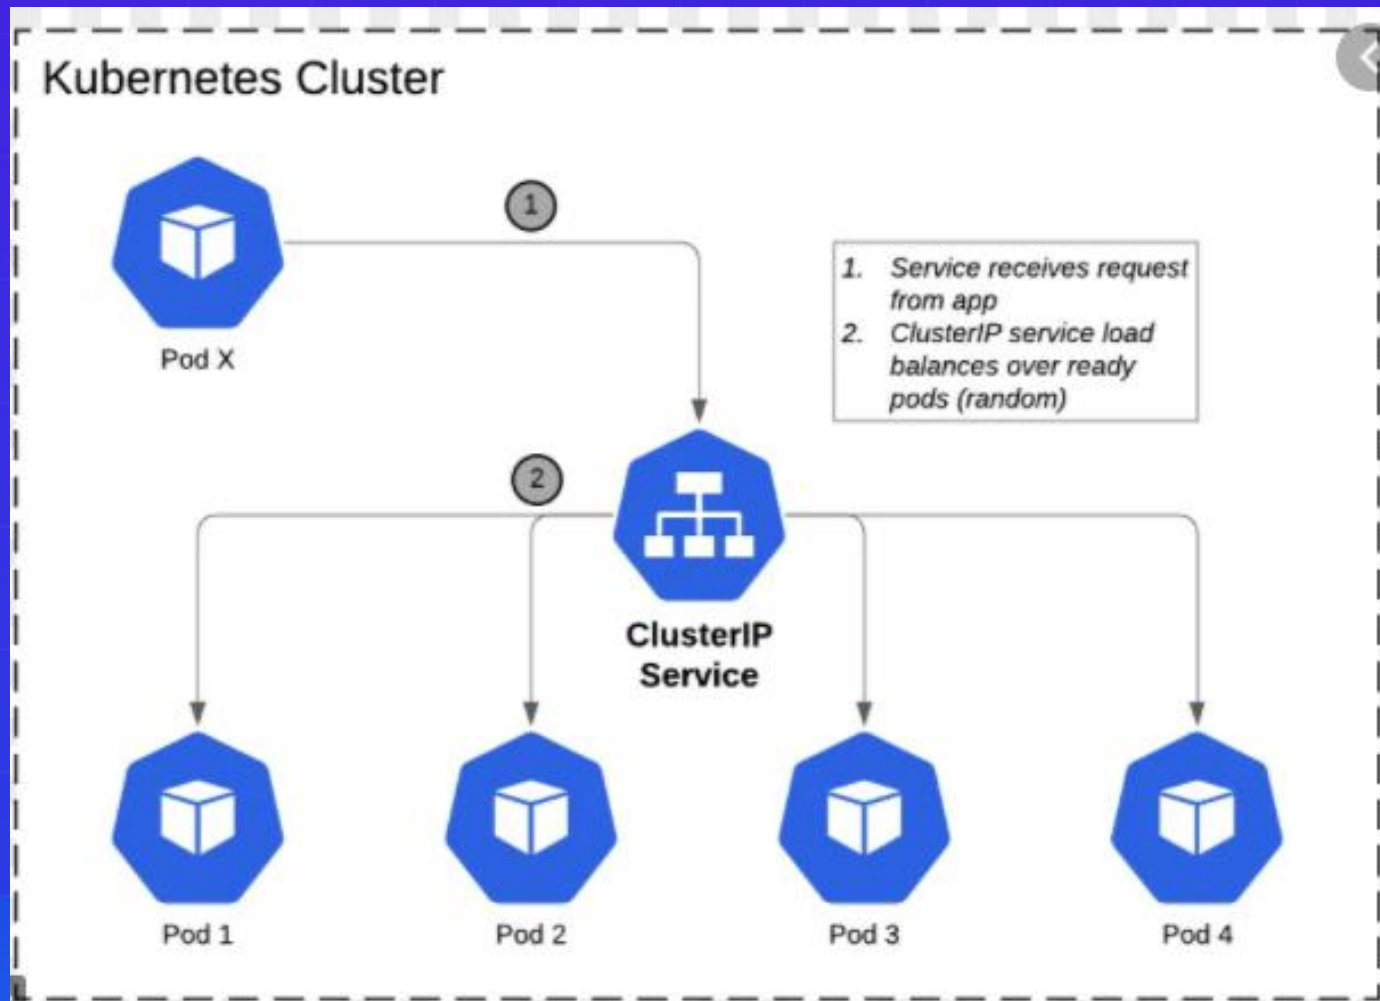 Kubernetes Cluster
1
1. Service receives request
from app
2. ClusterIP service load
balances over ready
pods (random)
Pod X
2
ClusterIP
Service
Pod 1
Pod 2
Pod 3
Pod 4